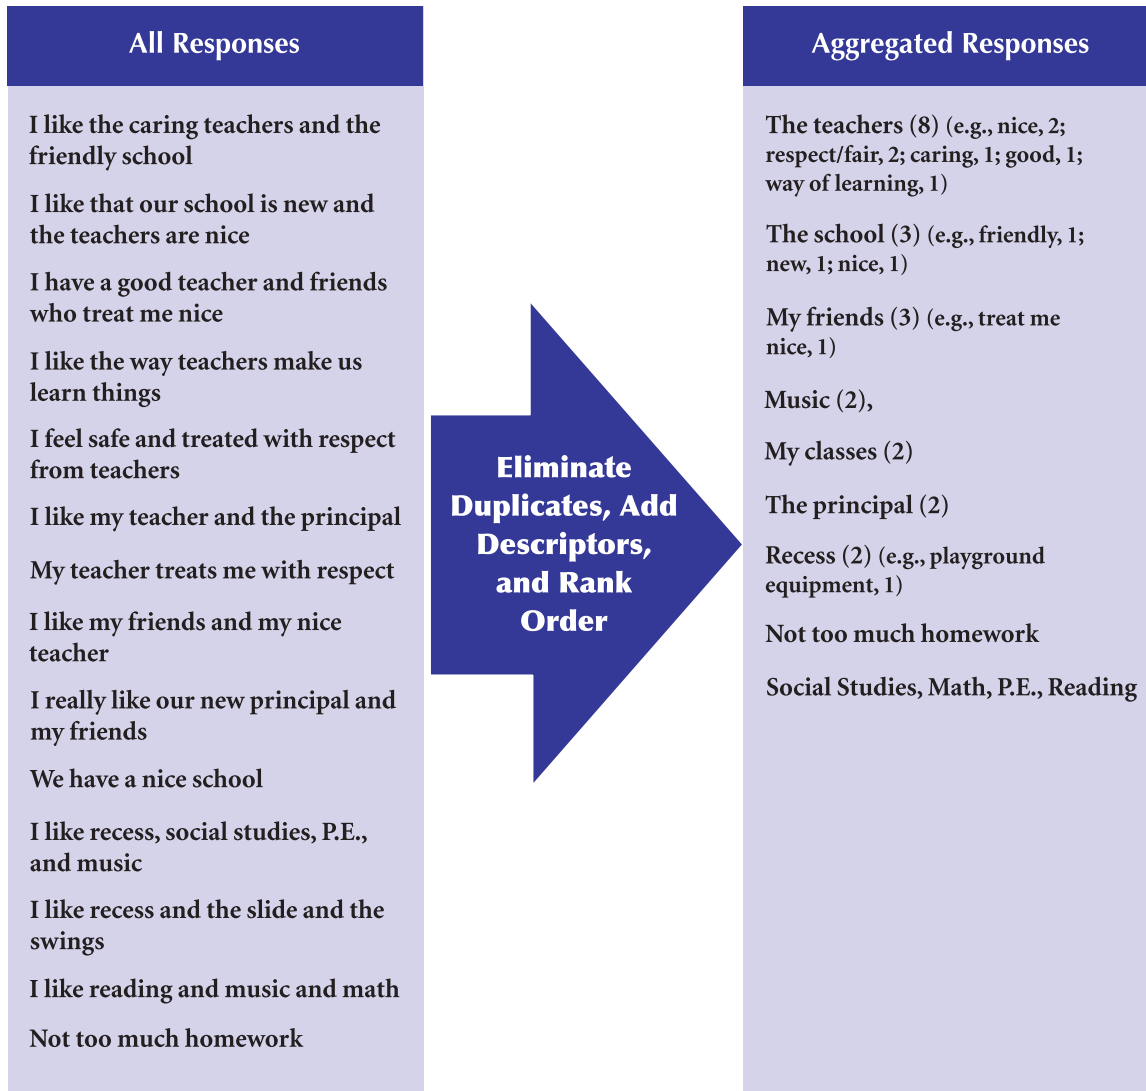 All Responses
I like the caring teachers and the
friendly school
I like that our school is new and
the teachers are nice
I have a good teacher and friends
who treat me nice
I like the way teachers make us
learn things
I feel safe and treated with respect
from teachers
I like my teacher and the principal
My teacher treats me with respect
I like my friends and my nice
teacher
I really like our new principal and
my friends
We have a nice school
I like recess, social studies, P.E.,
and music
I like recess and the slide and the
swings
I like reading and music and math
Not too much homework
Eliminate
Duplicates, Add
Descriptors,
and Rank
Order
Aggregated Responses
The teachers (8) (e.g., nice, 2;
respect/fair, 2; caring, 1; good, 1;
way of learning, 1)
The school (3) (e.g., friendly, 1;
new, 1; nice, 1)
My friends (3) (e.g., treat me
nice, 1)
Music (2),
My classes (2)
The principal (2)
Recess (2) (e.g., playground
equipment, 1)
Not too much homework
Social Studies, Math, P.E., Reading